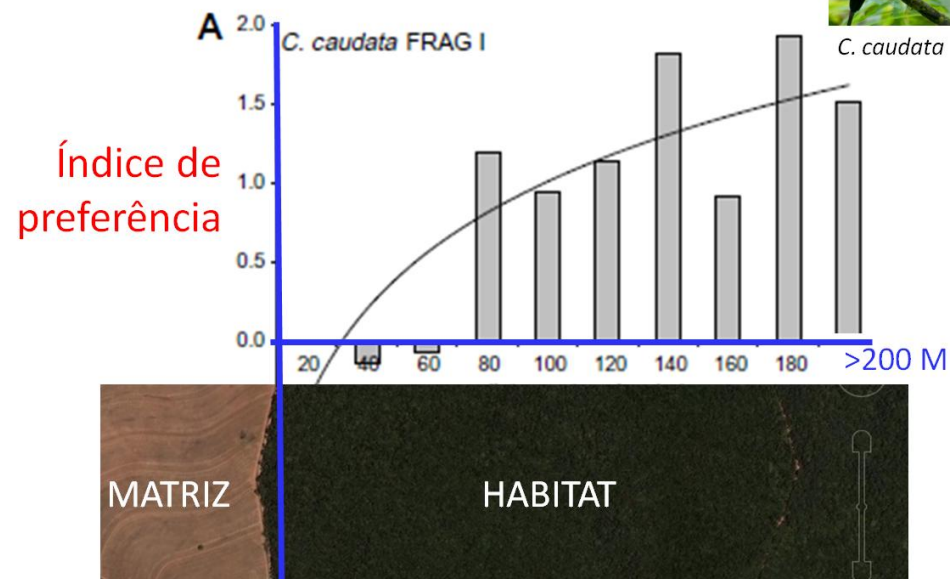 A
C. caudata FRAG I
C. caudata
Índice de
preferência
2.0
1.5
1.0
0.5
0.0
20 40 60 80 100 120 140 160 180 >200 M
MATRIZ
HABITAT